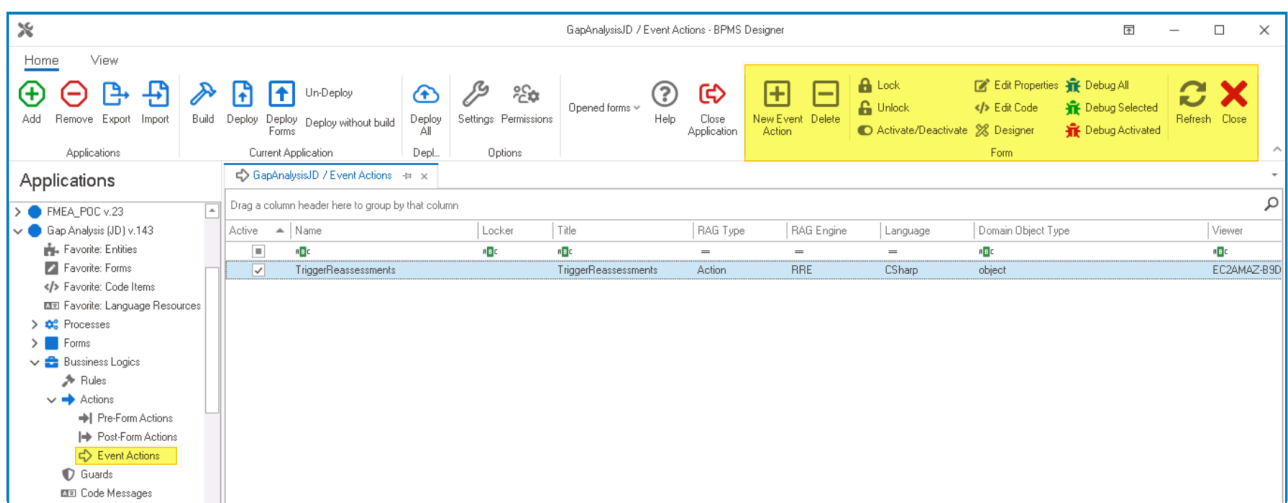 GapAnalysisJD / Event Actions - BPMS Designer
Home View
Un-Deploy
Deploy without build
Add Remove Export Import Build Deploy Deploy Forms Deploy All Settings Permissions Opened forms Help Close Application
New Event Action Delete
Lock
Unlock
Activate/Deactivate
Edit Properties
Edit Code
Designer
Debug All
Debug Selected
Debug Activated
Refresh Close
Applications Current Application Depl... Options Form
Applications
FMEA_POC v.23
Gap Analysis (JD) v.143
Favorite: Entities
Favorite: Forms
Favorite: Code Items
Favorite: Language Resources
Processes
Forms
Bussiness Logics
Rules
Actions
Pre-Form Actions
Post-Form Actions
Event Actions
Guards
Code Messages
GapAnalysisJD / Event Actions
Drag a column header here to group by that column
Active Name Locker Title RAG Type RAG Engine Language Domain Object Type Viewer
TriggerReassessments TriggerReassessments Action RRE CSharp object EC2AMAZ-B9D